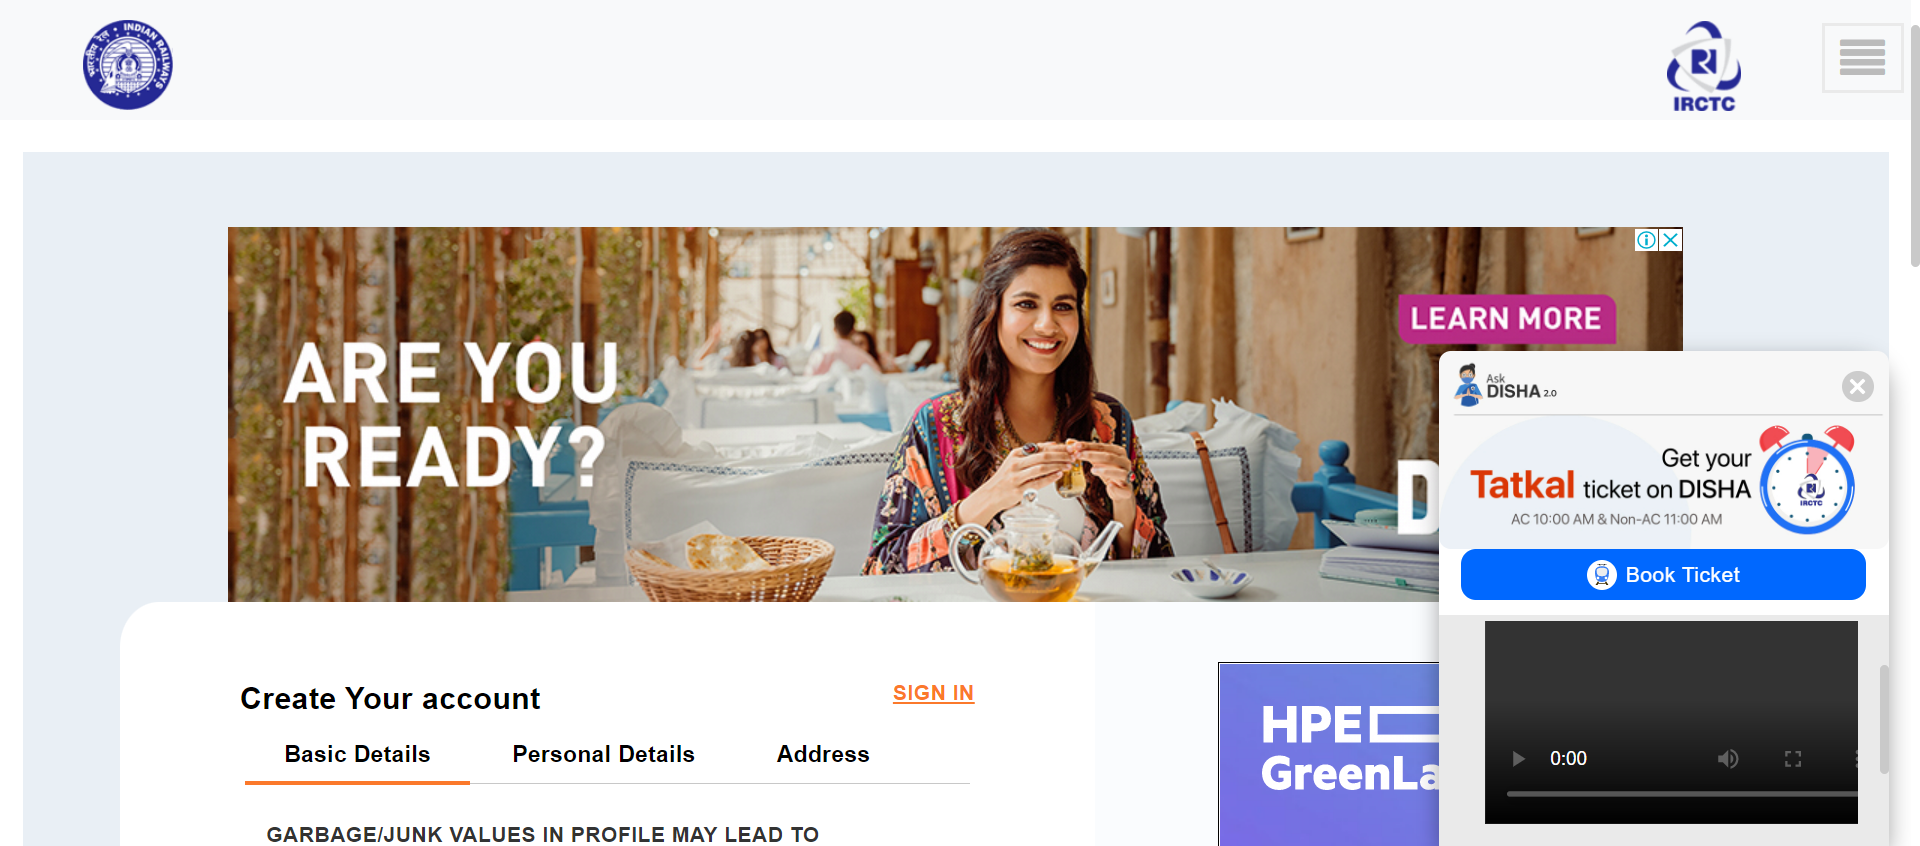 भारतीय रेल • INDIAN RAILWAYS
IRCTC
ARE YOU
READY?
LEARN MORE
D
Ask
DISHA 2.0
Get your
Tatkal ticket on DISHA
AC 10:00 AM & Non-AC 11:00 AM
IRCTC
Book Ticket
0:00
Create Your account
SIGN IN
Basic Details
Personal Details
Address
GARBAGE/JUNK VALUES IN PROFILE MAY LEAD TO
HPE
GreenLa